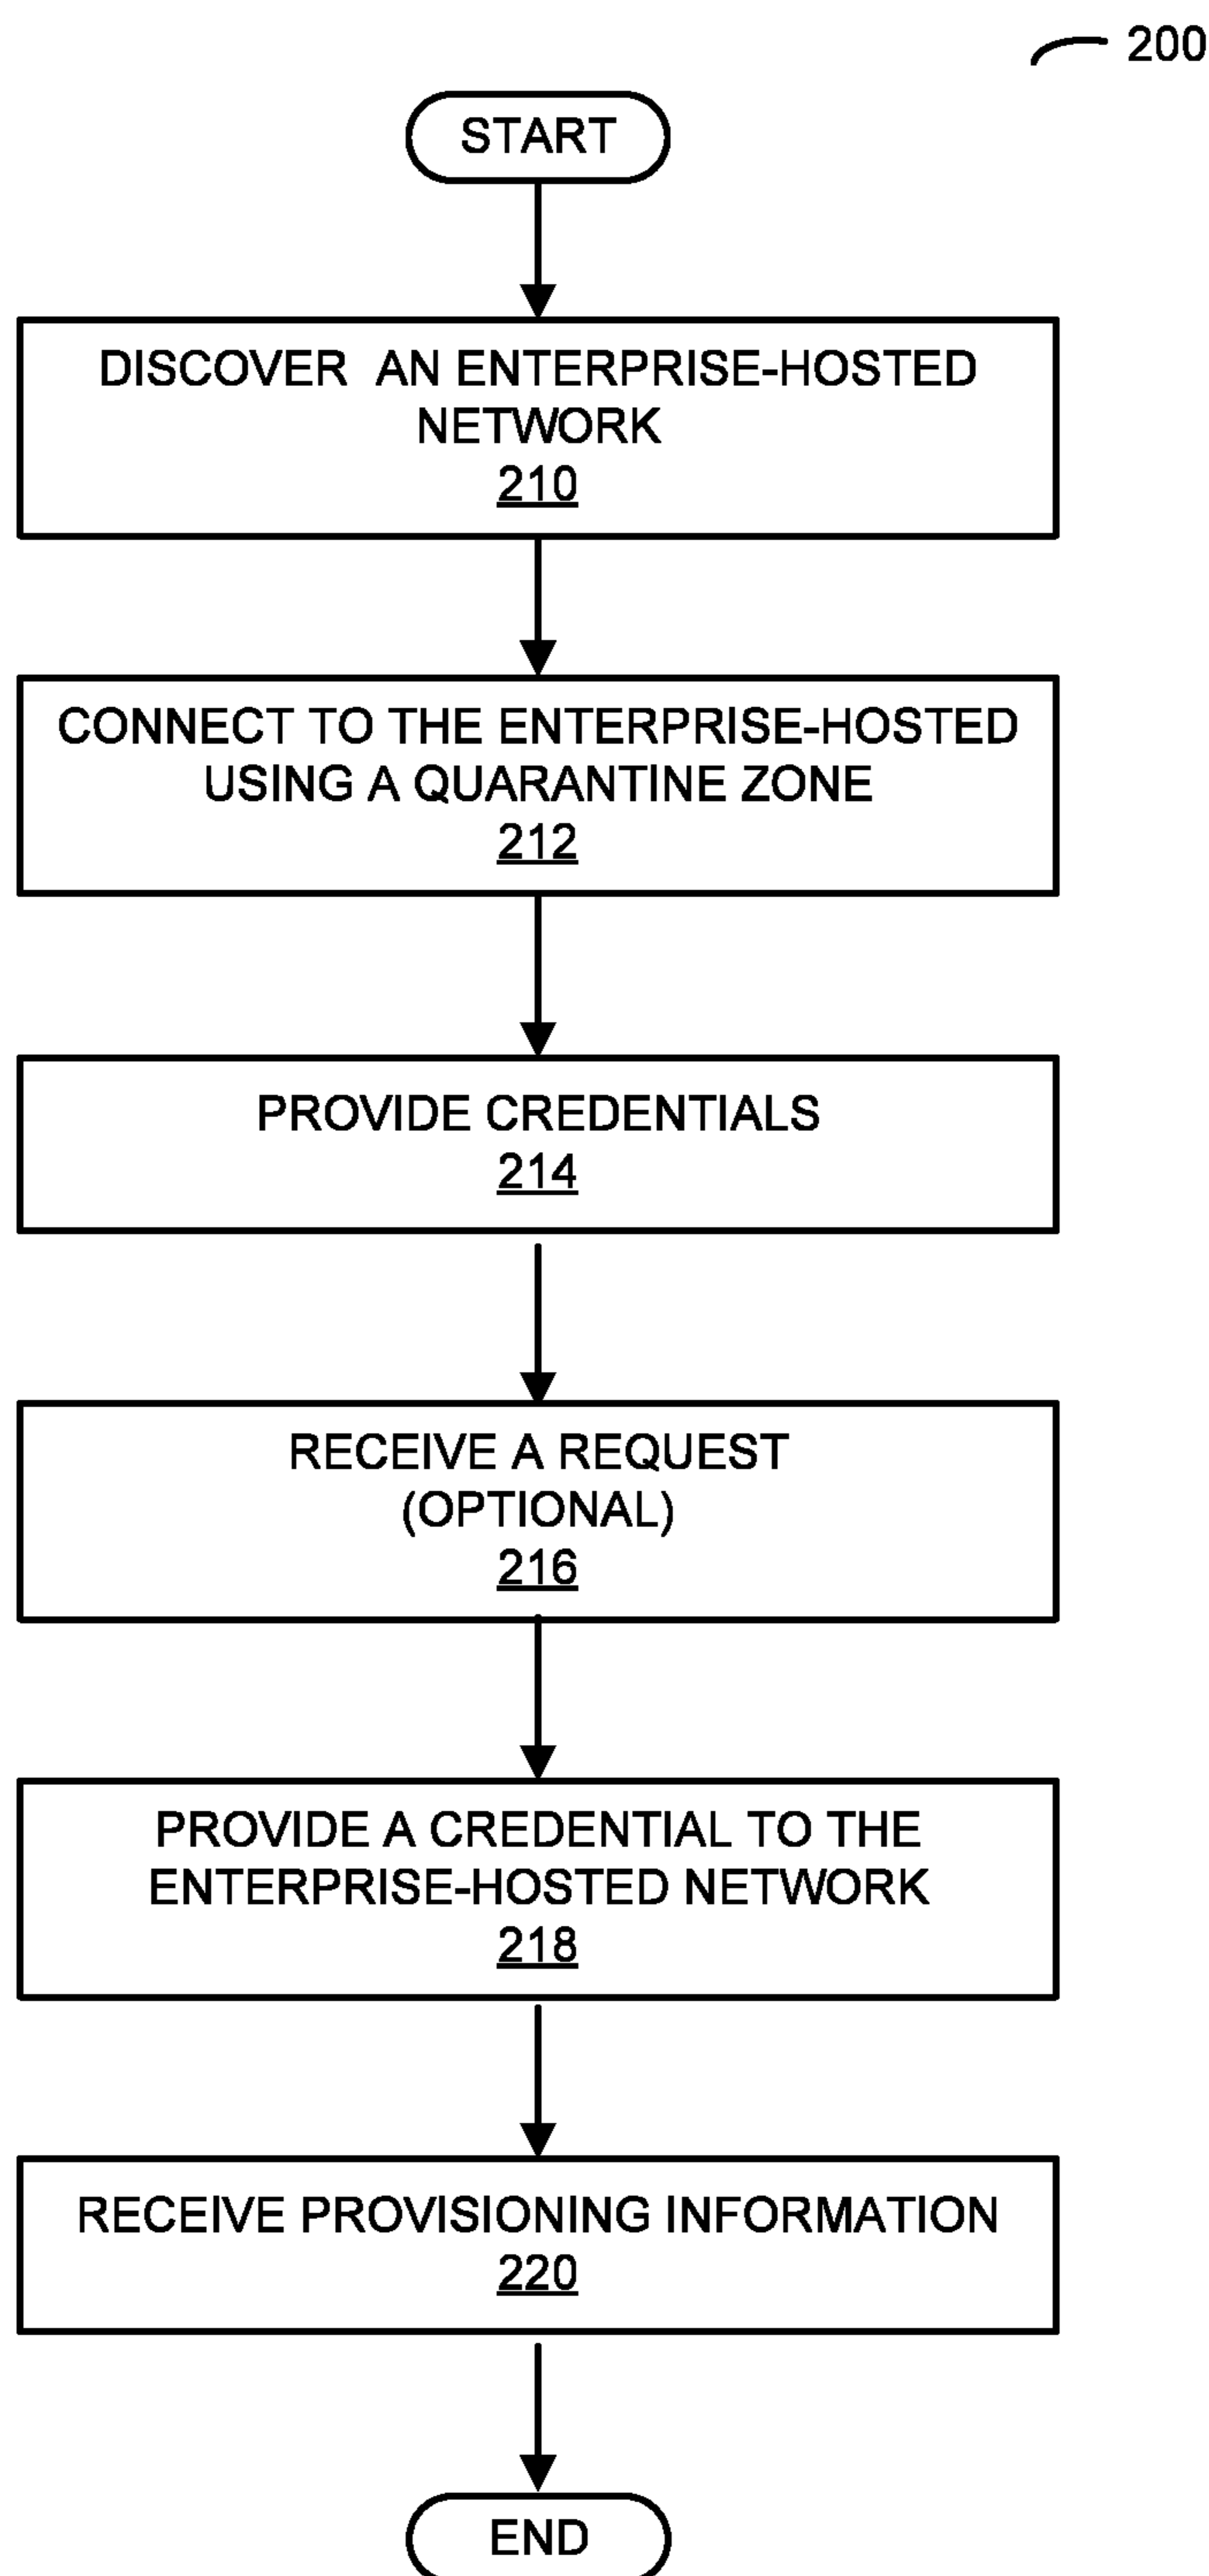 200
START
DISCOVER AN ENTERPRISE-HOSTED
NETWORK
210
CONNECT TO THE ENTERPRISE-HOSTED
USING A QUARANTINE ZONE
212
PROVIDE CREDENTIALS
214
RECEIVE A REQUEST
(OPTIONAL)
216
PROVIDE A CREDENTIAL TO THE
ENTERPRISE-HOSTED NETWORK
218
RECEIVE PROVISIONING INFORMATION
220
END